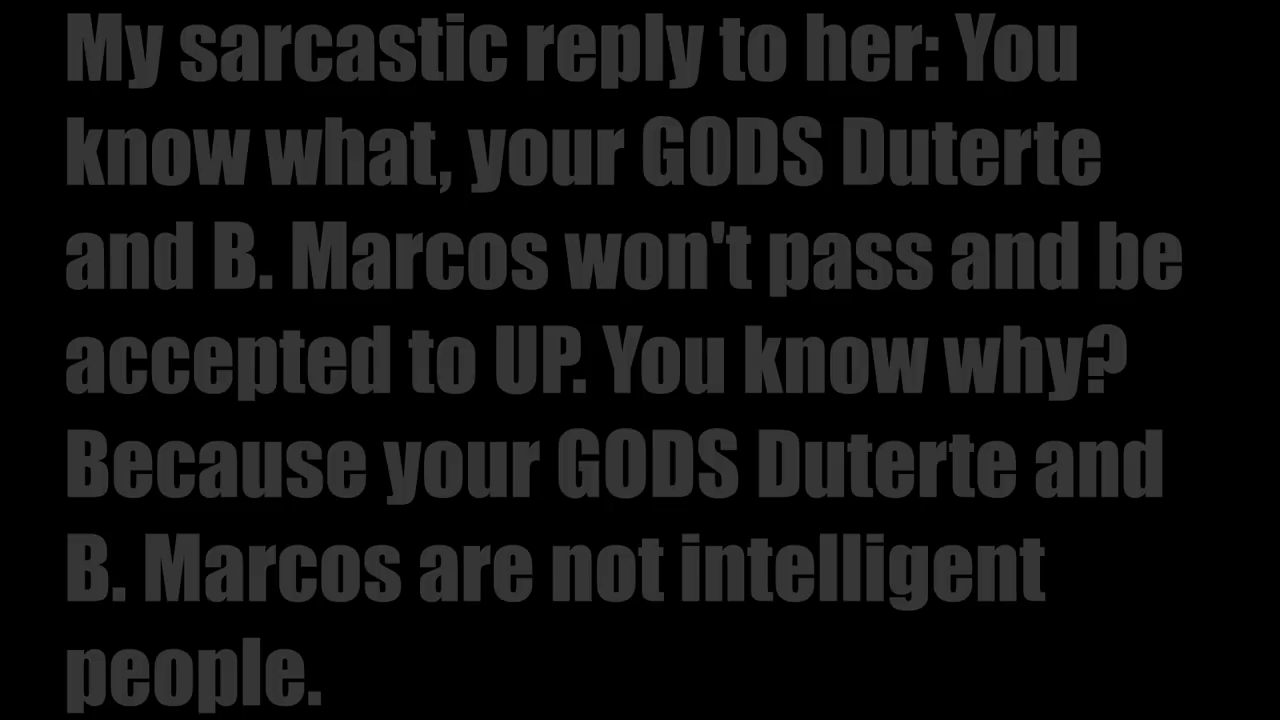 My sarcastic reply to her: You
know what, your GODS Duterte
and B. Marcos won't pass and be
accepted to UP. You know why?
Because your GODS Duterte and
B. Marcos are not intelligent
people.